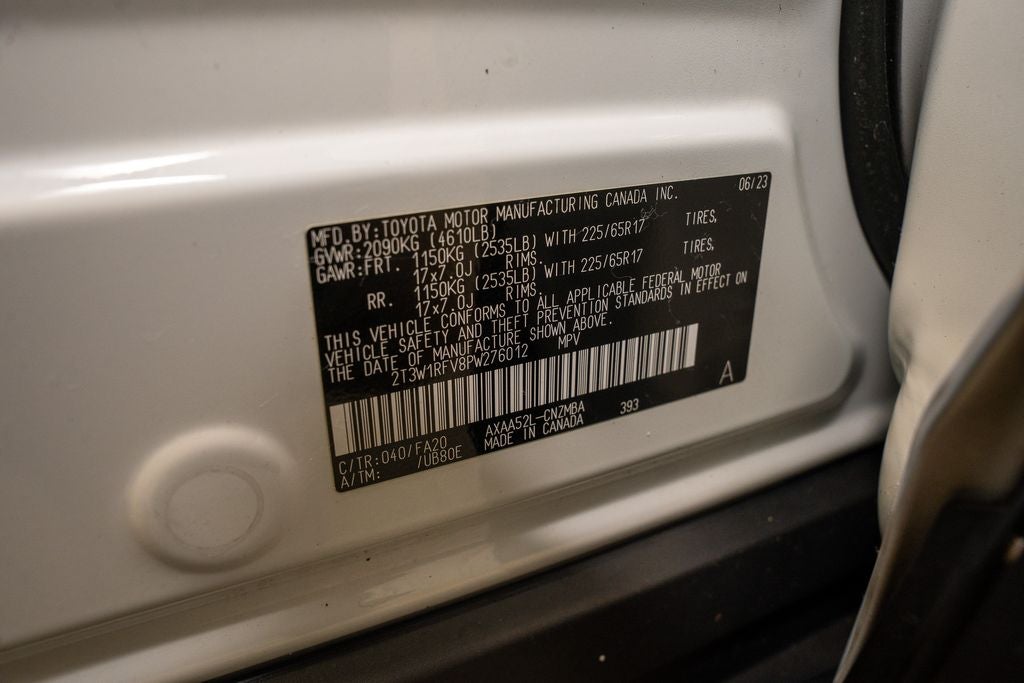 MFD.BY:TOYOTA MOTOR MANUFACTURING CANADA INC. 06/23
GVWR:2090KG (4610LB)
GAWR:FRT. 1150KG (2535LB) WITH 225/65R17 TIRES,
17x7.0J RIMS.
RR. 1150KG (2535LB) WITH 225/65R17 TIRES,
17x7.0J RIMS.
THIS VEHICLE CONFORMS TO ALL APPLICABLE FEDERAL MOTOR
VEHICLE SAFETY AND THEFT PREVENTION STANDARDS IN EFFECT ON
THE DATE OF MANUFACTURE SHOWN ABOVE.
2T3W1RFV8PW276012 MPV
A
C/TR:040/FA20 AXAA52L-CNZMBA 393
A/TM: /UB80E MADE IN CANADA